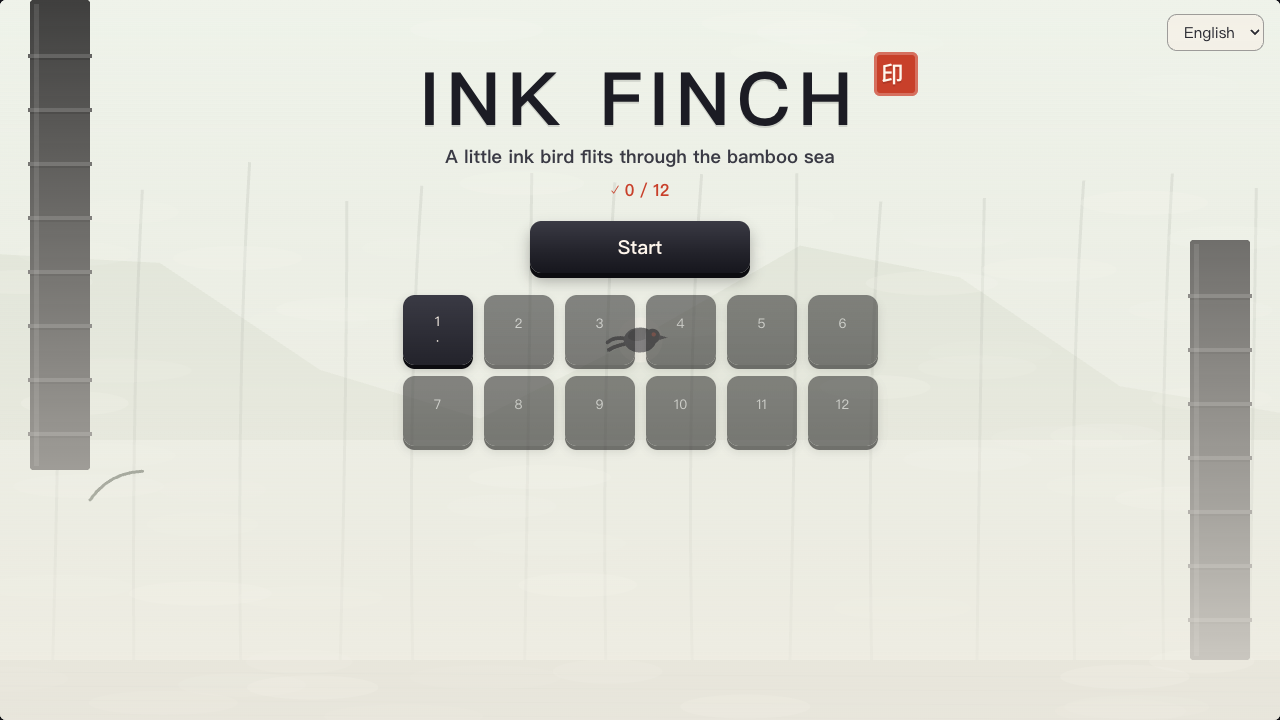 English
INK FINCH
印
A little ink bird flits through the bamboo sea
✓ 0 / 12
Start
1
·
2
3
4
5
6
7
8
9
10
11
12